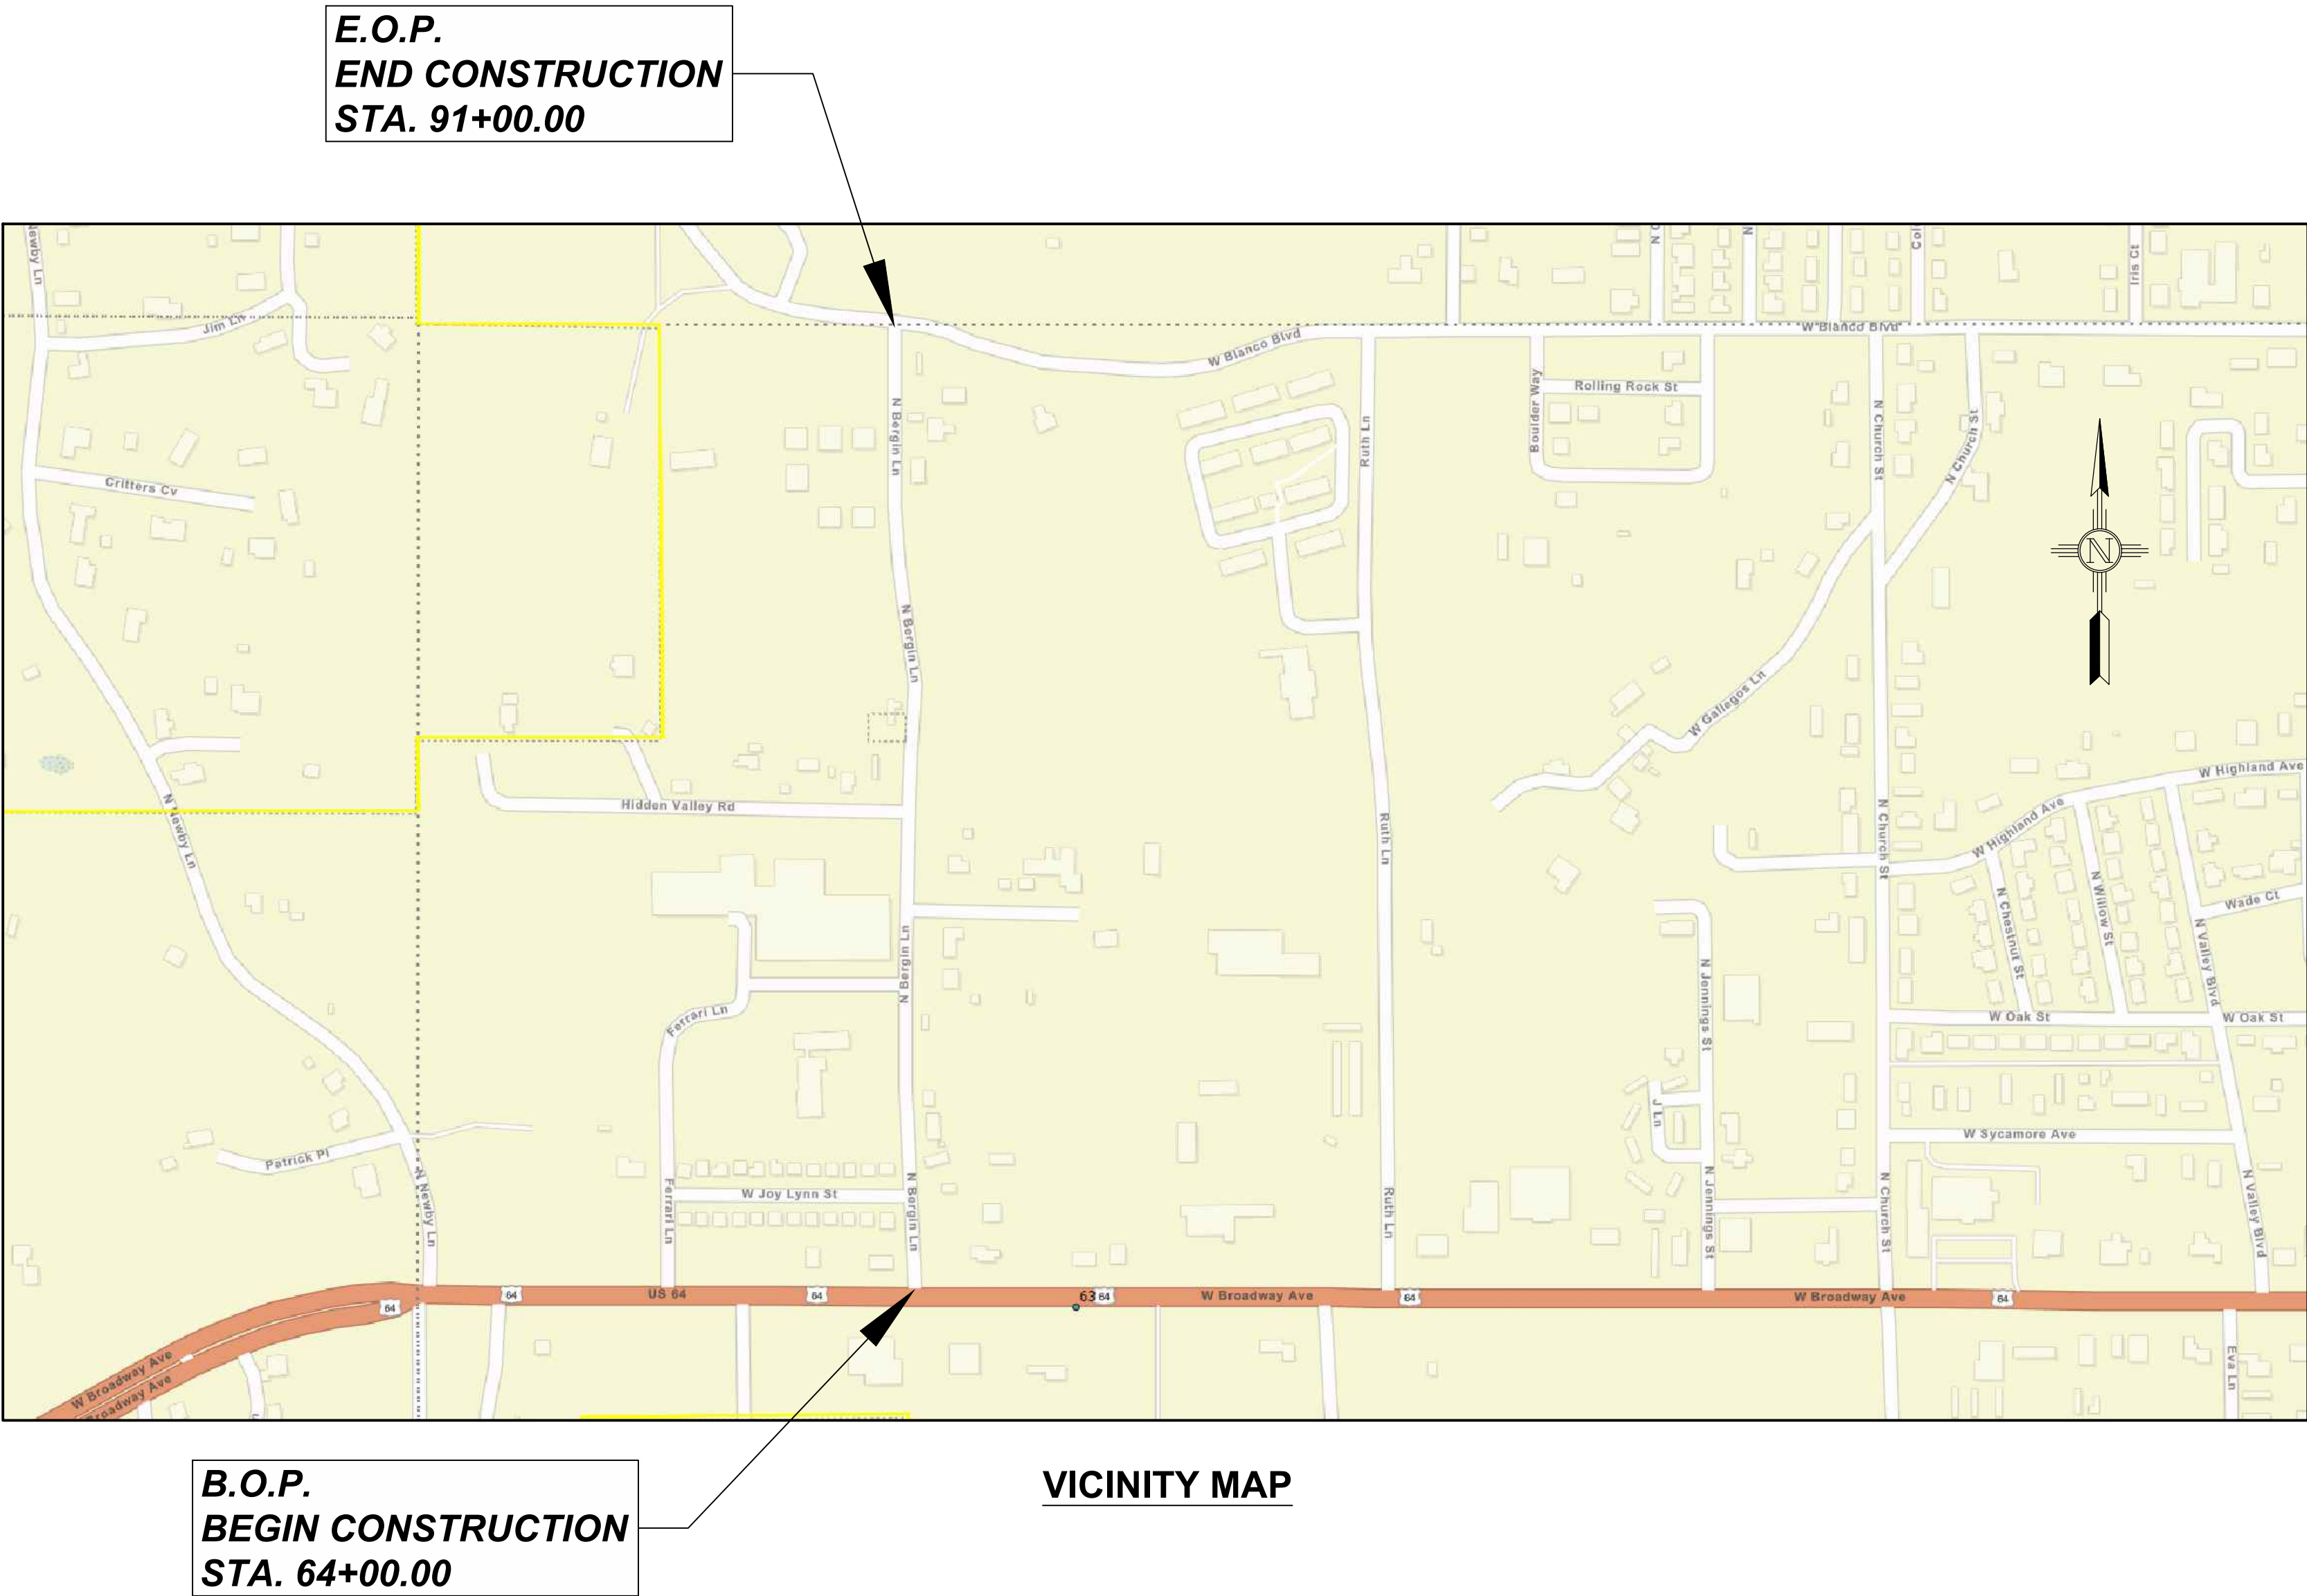 E.O.P.
END CONSTRUCTION
STA. 91+00.00
Newby Ln
Jim Ln
Critters Cv
N Newby Ln
Patrick Pl
N Newby Ln
W Blanco Blvd
W Blanco Blvd
Iris Ct
N Bergin Ln
N Bergin Ln
N Bergin Ln
N Bergin Ln
Hidden Valley Rd
Ferrari Ln
Ferrari Ln
W Joy Lynn St
Ruth Ln
Ruth Ln
Ruth Ln
Boulder Way
Rolling Rock St
N Church St
N Church St
N Church St
N Church St
W Gallegos Ln
N
W Highland Ave
W Highland Ave
N Chestnut St
N Willow St
N Valley Blvd
Wade Ct
W Oak St
W Oak St
N Jennings St
J Ln
N Jennings St
W Sycamore Ave
N Valley Blvd
64
64
US 64
64
63
64
W Broadway Ave
64
W Broadway Ave
64
W Broadway Ave
Broadway Ave
Eva Ln
B.O.P.
BEGIN CONSTRUCTION
STA. 64+00.00
VICINITY MAP